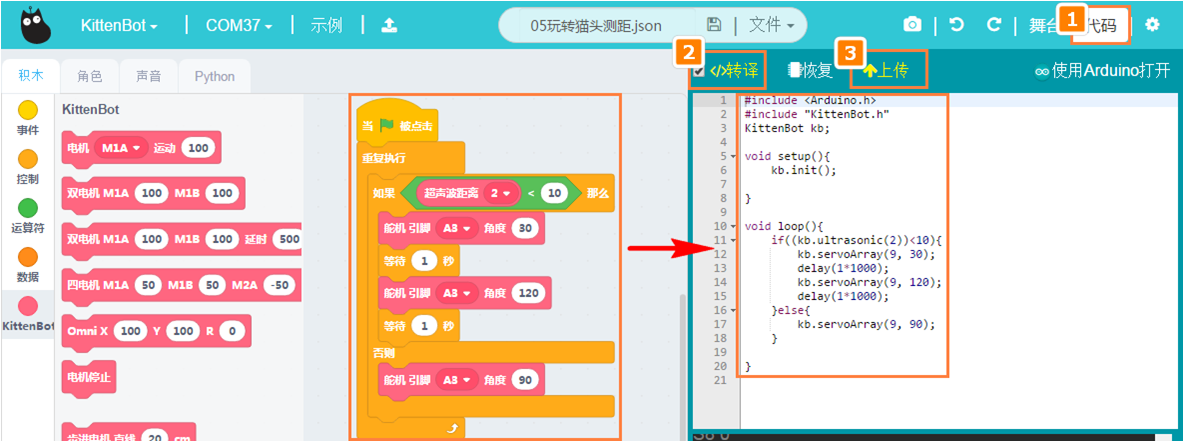 KittenBot
COM37
示例
05玩转猫头测距.json
文件
舞台
1
代码
积木
角色
声音
Python
2
</>转译
恢复
3
上传
使用Arduino打开
事件
控制
运算符
数据
KittenBot
KittenBot
电机 M1A 运动 100
双电机 M1A 100 M1B 100
双电机 M1A 100 M1B 100 延时 500
四电机 M1A 50 M1B 50 M2A -50
Omni X 100 Y 100 R 0
电机停止
步进电机 直线 20 cm
当 被点击
重复执行
如果 超声波距离 2 < 10 那么
舵机 引脚 A3 角度 30
等待 1 秒
舵机 引脚 A3 角度 120
等待 1 秒
否则
舵机 引脚 A3 角度 90
1 #include <Arduino.h>
2 #include "KittenBot.h"
3 KittenBot kb;
4
5 void setup(){
6 kb.init();
7
8 }
9
10 void loop(){
11 if((kb.ultrasonic(2))<10){
12 kb.servoArray(9, 30);
13 delay(1*1000);
14 kb.servoArray(9, 120);
15 delay(1*1000);
16 }else{
17 kb.servoArray(9, 90);
18 }
19
20 }
21